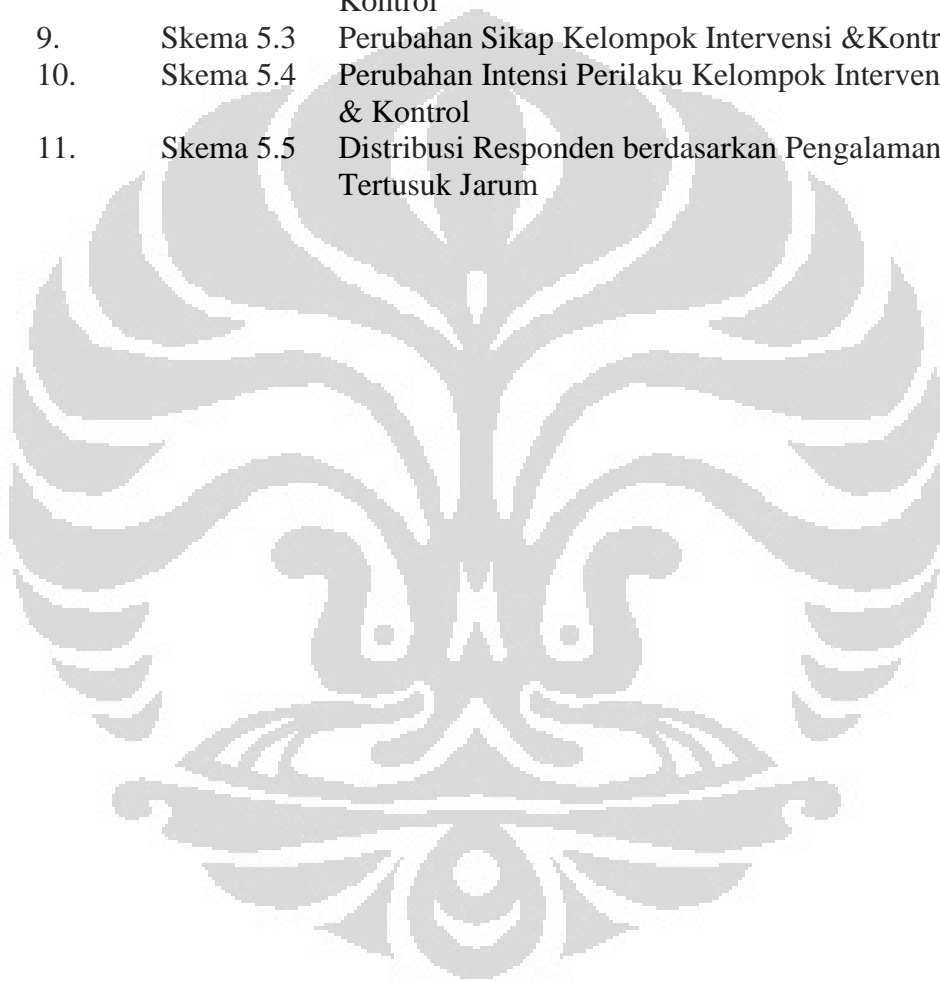 Kontrol
9. Skema 5.3 Perubahan Sikap Kelompok Intervensi &Kontr
10. Skema 5.4 Perubahan Intensi Perilaku Kelompok Interven
& Kontrol
11. Skema 5.5 Distribusi Responden berdasarkan Pengalaman
Tertusuk Jarum